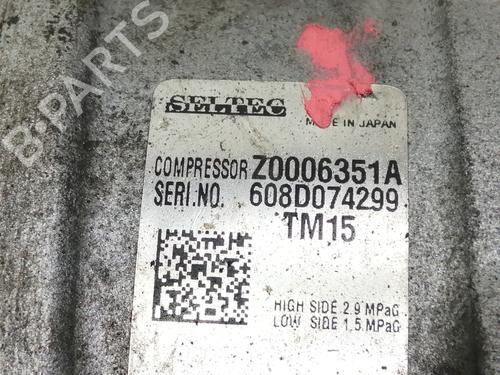 B-PARTS
SELTEC
MADE IN JAPAN
COMPRESSOR Z0006351A
SERI.NO. 608D074299
TM15
HIGH SIDE 2.9 MPaG
LOW SIDE 1.5 MPaG